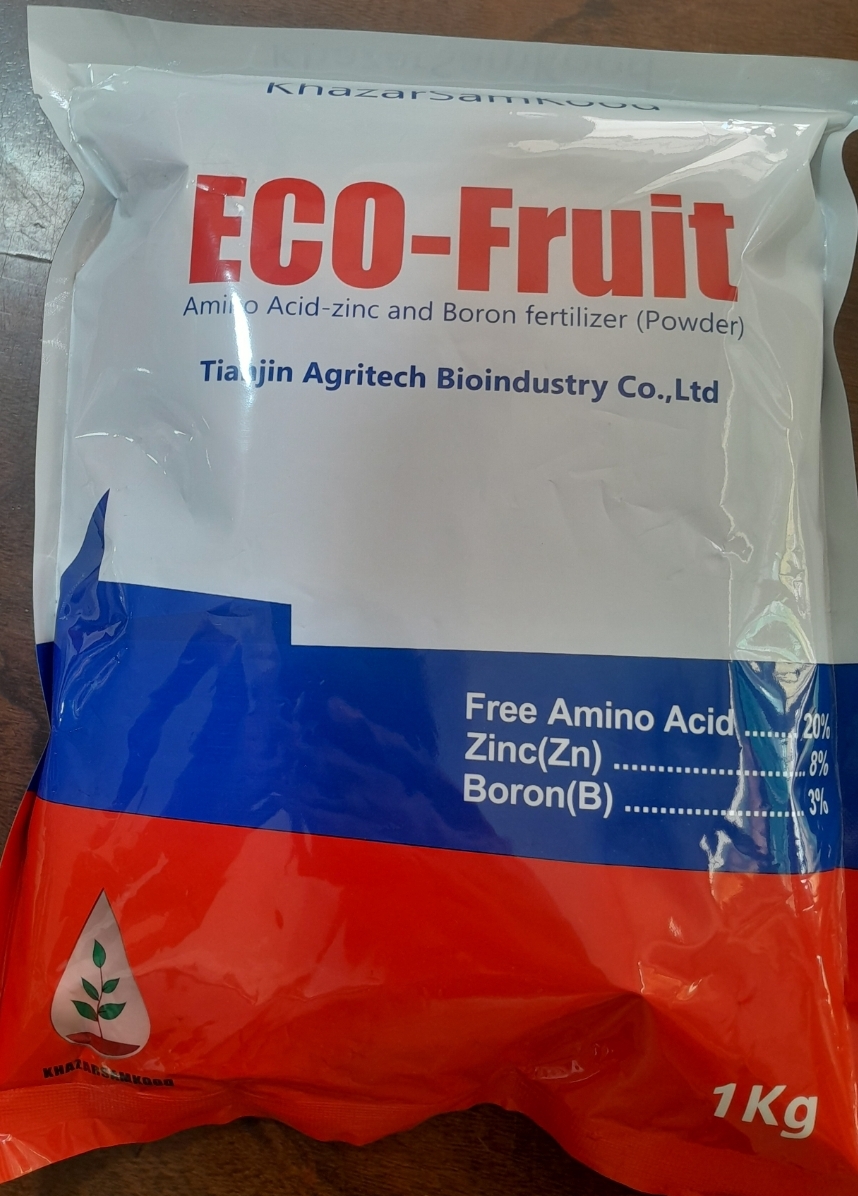 KhazarSamKood
ECO-Fruit
Amino Acid-zinc and Boron fertilizer (Powder)
Tianjin Agritech Bioindustry Co.,Ltd
Free Amino Acid ....... 20%
Zinc(Zn) ........................ 8%
Boron(B) ...................... 3%
KHAZARSAMKOOD
1Kg